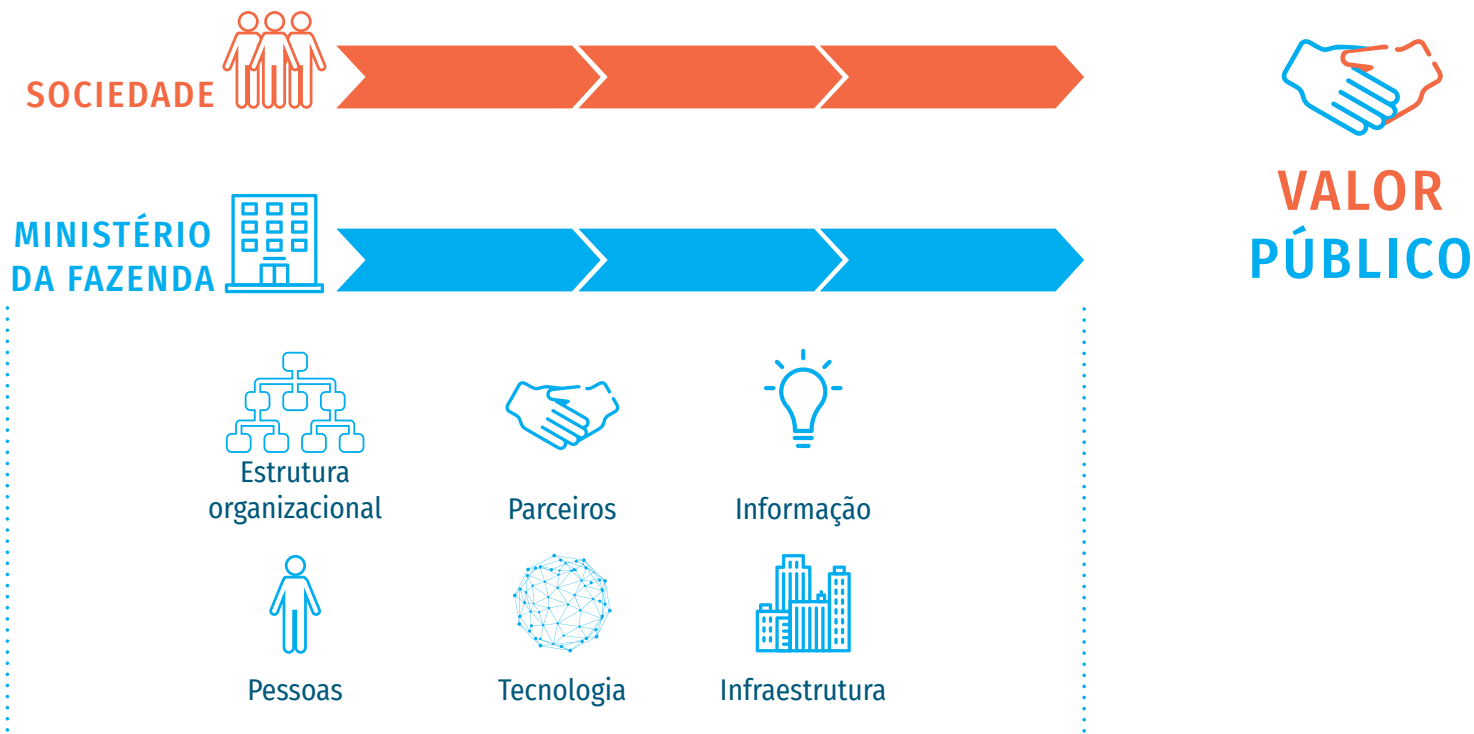 SOCIEDADE
MINISTÉRIO
DA FAZENDA
VALOR
PÚBLICO
Estrutura
organizacional
Parceiros
Informação
Pessoas
Tecnologia
Infraestrutura